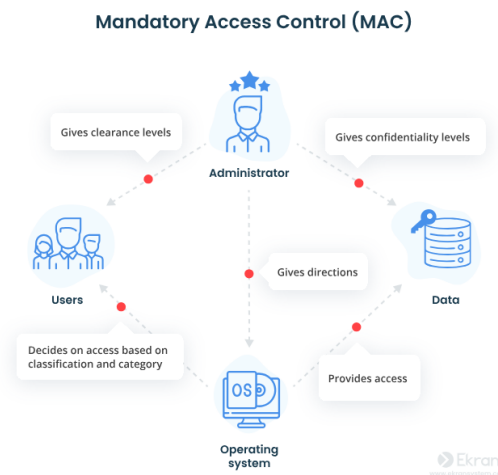 Mandatory Access Control (MAC)
Gives clearance levels
Gives confidentiality levels
Administrator
Users
Gives directions
Data
Decides on access based on
classification and category
OS
Provides access
Operating
system
Ekran